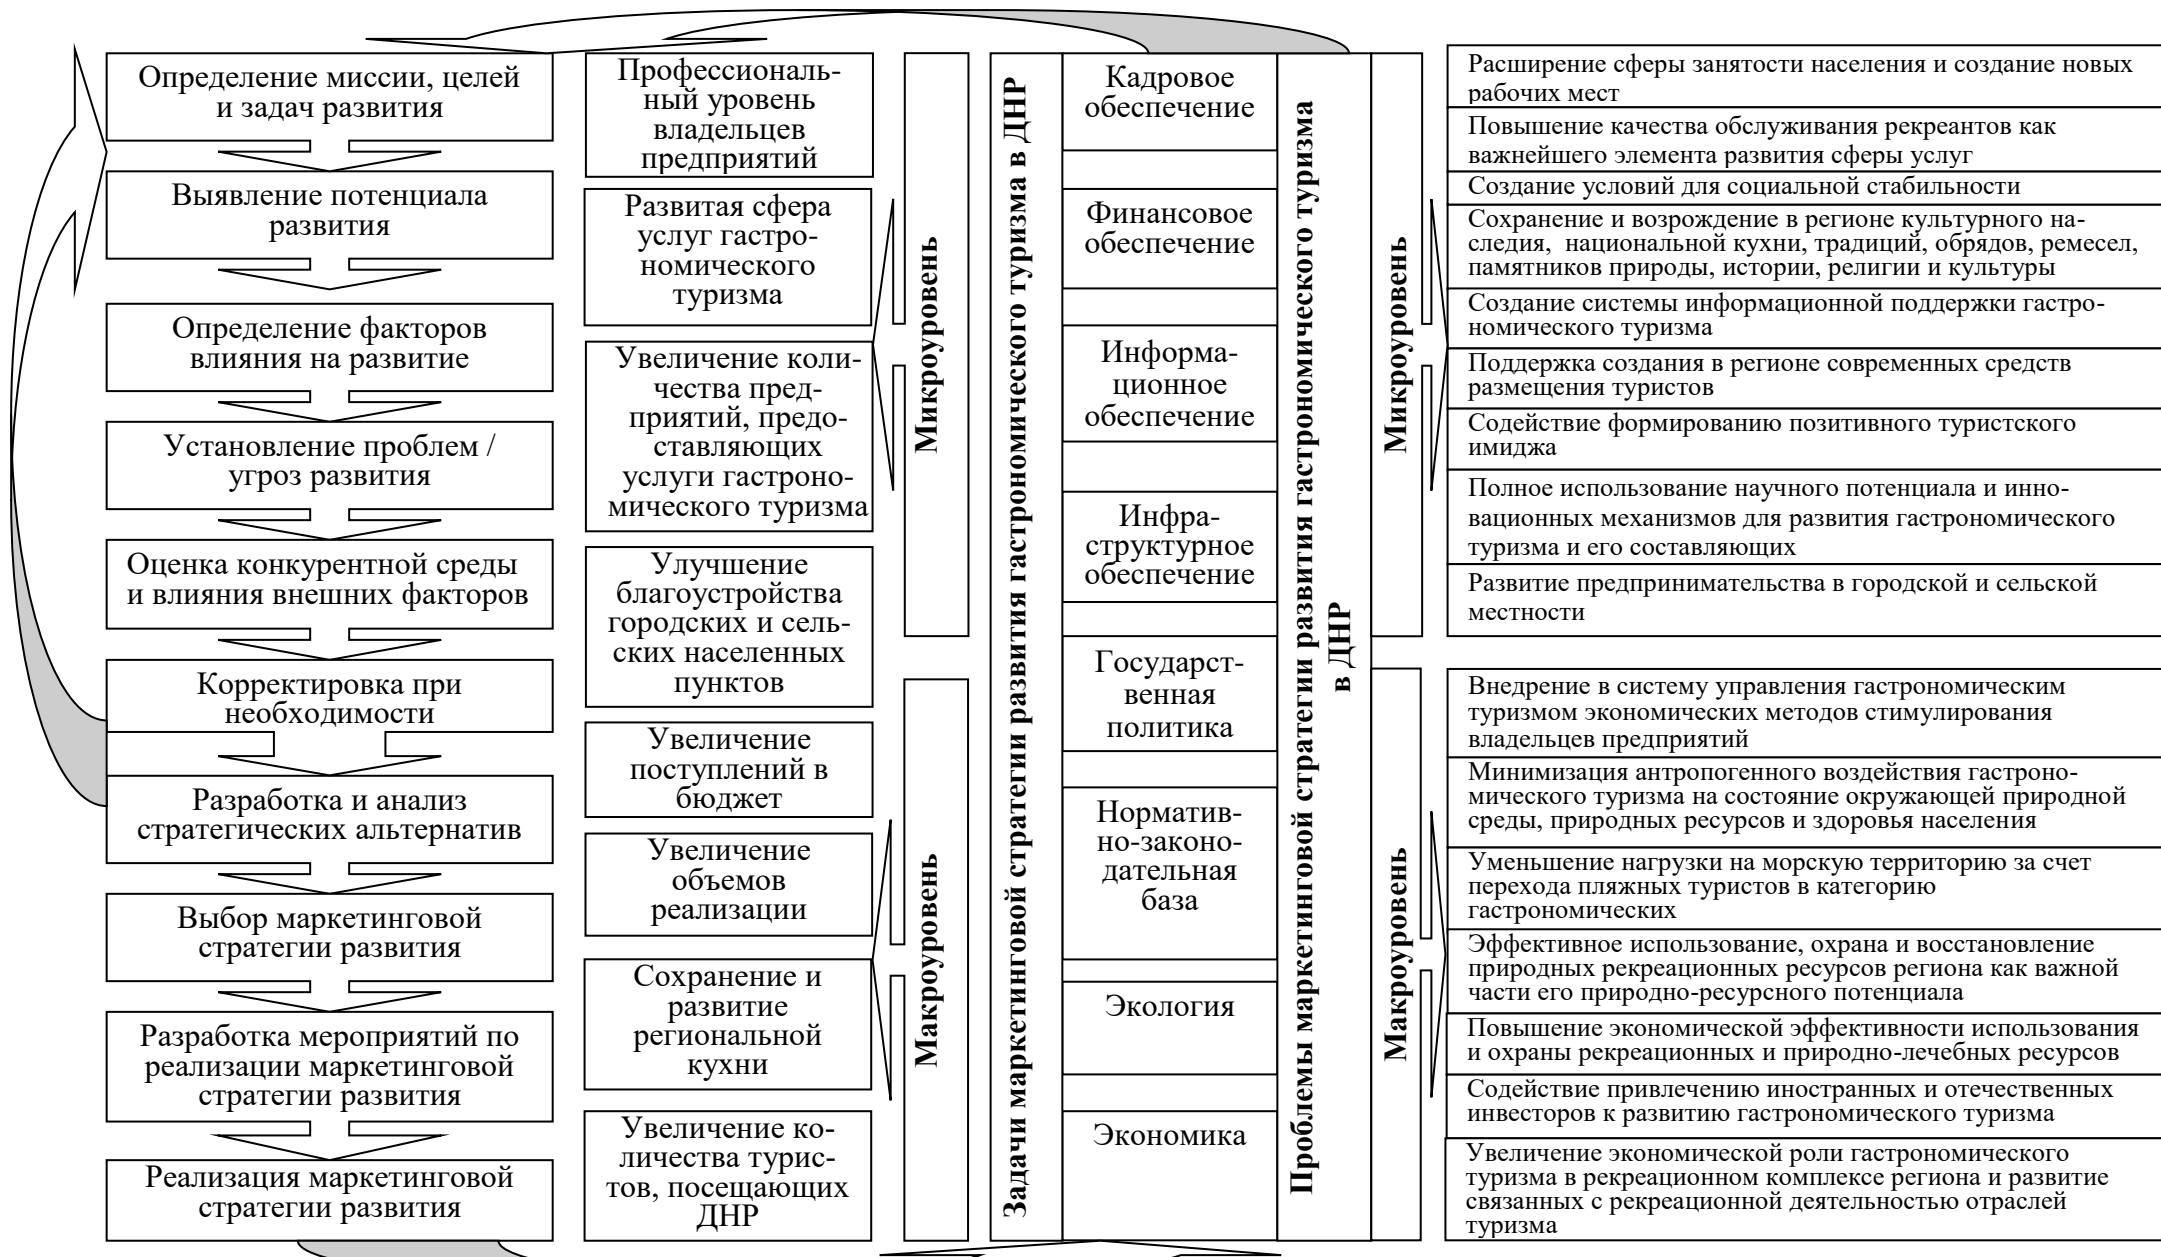 Определение миссии, целей
и задач развития
Выявление потенциала
развития
Определение факторов
влияния на развитие
Установление проблем /
угроз развития
Оценка конкурентной среды
и влияния внешних факторов
Корректировка при
необходимости
Разработка и анализ
стратегических альтернатив
Выбор маркетинговой
стратегии развития
Разработка мероприятий по
реализации маркетинговой
стратегии развития
Реализация маркетинговой
стратегии развития
Профессиональ-
ный уровень
владельцев
предприятий
Развитая сфера
услуг гастро-
номического
туризма
Увеличение коли-
чества пред-
приятий, предо-
ставляющих
услуги гастроно-
мического туризма
Улучшение
благоустройства
городских и сель-
ских населенных
пунктов
Увеличение
поступлений в
бюджет
Увеличение
объемов
реализации
Сохранение и
развитие
региональной
кухни
Увеличение ко-
личества турис-
тов, посещающих
ДНР
Микроуровень
Макроуровень
Задачи маркетинговой стратегии развития гастрономического туризма в ДНР
Кадровое
обеспечение
Финансовое
обеспечение
Информа-
ционное
обеспечение
Инфра-
структурное
обеспечение
Государст-
венная
политика
Норматив-
но-законо-
дательная
база
Экология
Экономика
Проблемы маркетинговой стратегии развития гастрономического туризма
в ДНР
Микроуровень
Макроуровень
Расширение сферы занятости населения и создание новых
рабочих мест
Повышение качества обслуживания рекреантов как
важнейшего элемента развития сферы услуг
Создание условий для социальной стабильности
Сохранение и возрождение в регионе культурного на-
следия, национальной кухни, традиций, обрядов, ремесел,
памятников природы, истории, религии и культуры
Создание системы информационной поддержки гастро-
номического туризма
Поддержка создания в регионе современных средств
размещения туристов
Содействие формированию позитивного туристского
имиджа
Полное использование научного потенциала и инно-
вационных механизмов для развития гастрономического
туризма и его составляющих
Развитие предпринимательства в городской и сельской
местности
Внедрение в систему управления гастрономическим
туризмом экономических методов стимулирования
владельцев предприятий
Минимизация антропогенного воздействия гастроно-
мического туризма на состояние окружающей природной
среды, природных ресурсов и здоровья населения
Уменьшение нагрузки на морскую территорию за счет
перехода пляжных туристов в категорию
гастрономических
Эффективное использование, охрана и восстановление
природных рекреационных ресурсов региона как важной
части его природно-ресурсного потенциала
Повышение экономической эффективности использования
и охраны рекреационных и природно-лечебных ресурсов
Содействие привлечению иностранных и отечественных
инвесторов к развитию гастрономического туризма
Увеличение экономической роли гастрономического
туризма в рекреационном комплексе региона и развитие
связанных с рекреационной деятельностью отраслей
туризма